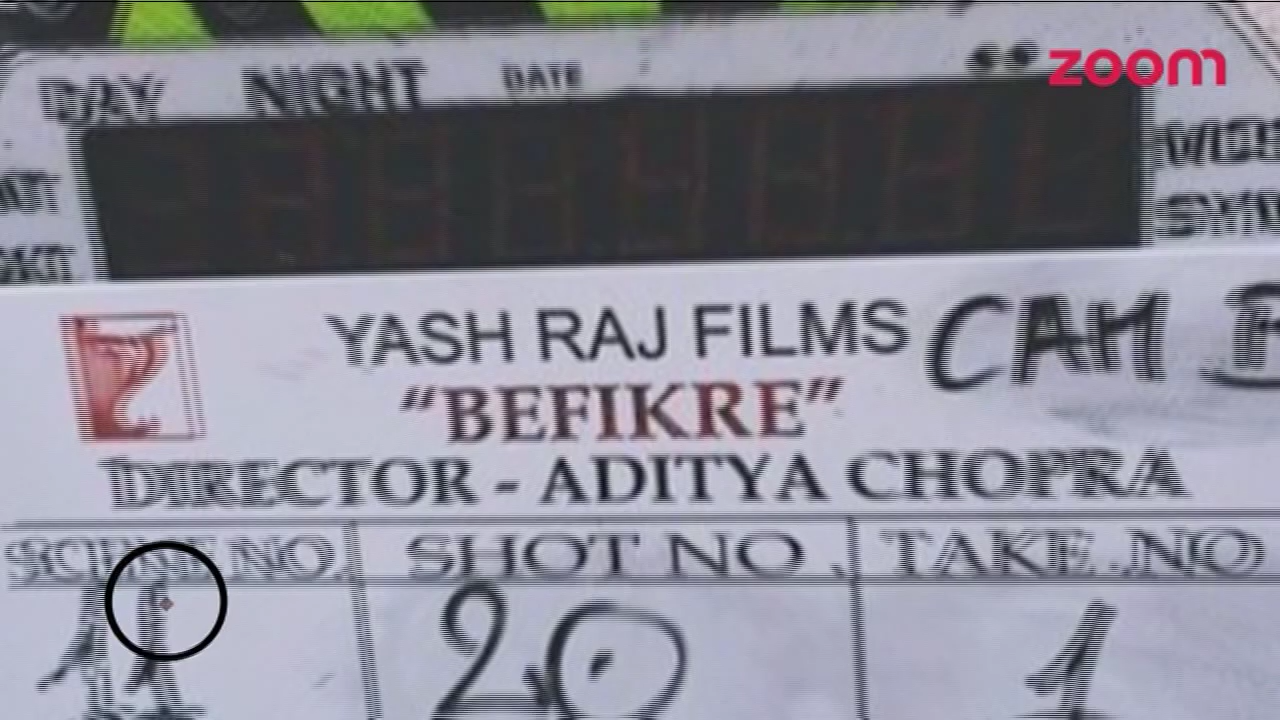 zoom
DAY NIGHT DATE
YASH RAJ FILMS CAM
"BEFIKRE"
DIRECTOR - ADITYA CHOPRA
SCENE NO. SHOT NO. TAKE .NO
20 1